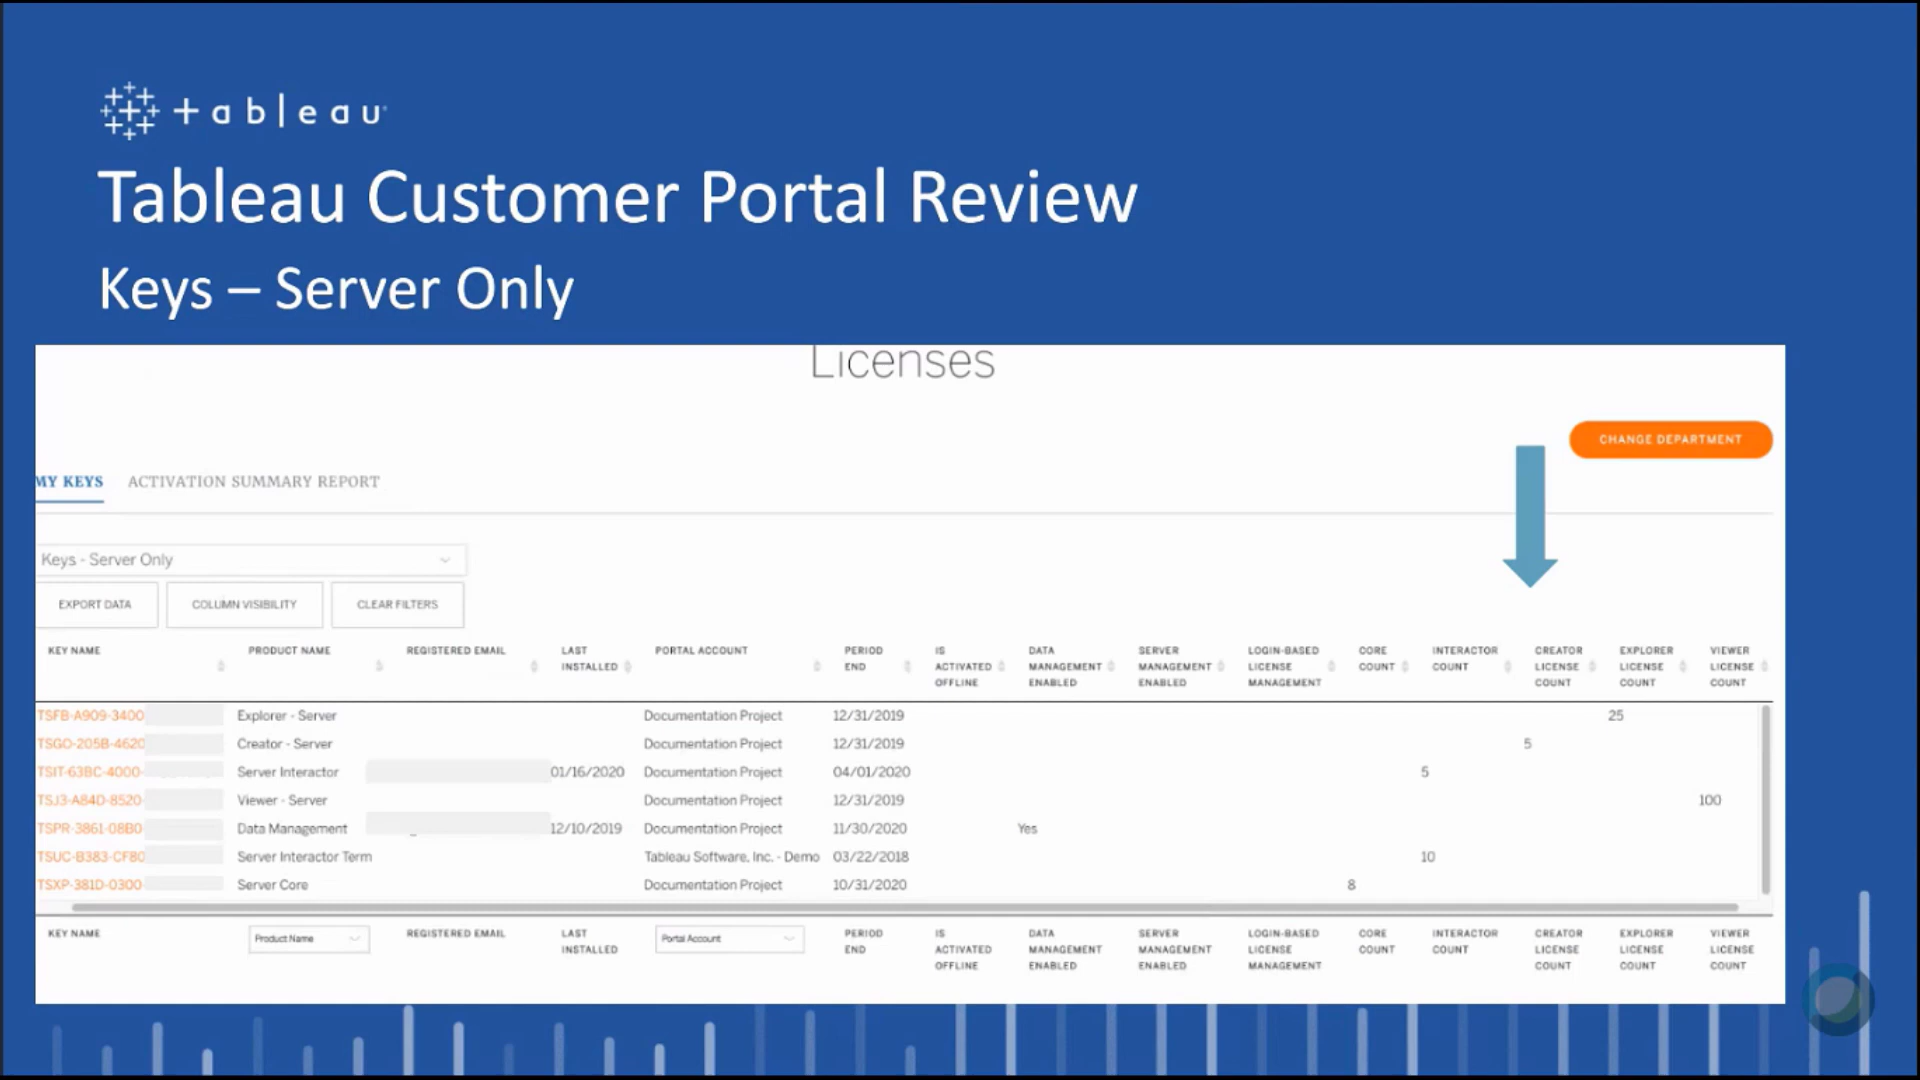 tableau
Tableau Customer Portal Review
Keys – Server Only
Licenses
CHANGE DEPARTMENT
MY KEYS ACTIVATION SUMMARY REPORT
Keys - Server Only
EXPORT DATA COLUMN VISIBILITY CLEAR FILTERS
KEY NAME PRODUCT NAME REGISTERED EMAIL LAST INSTALLED PORTAL ACCOUNT PERIOD END IS ACTIVATED OFFLINE DATA MANAGEMENT ENABLED SERVER MANAGEMENT ENABLED LOGIN-BASED LICENSE MANAGEMENT CORE COUNT INTERACTOR COUNT CREATOR LICENSE COUNT EXPLORER LICENSE COUNT VIEWER LICENSE COUNT
TSFB-A909-3400 Explorer - Server Documentation Project 12/31/2019 25
TSGO-205B-4620 Creator - Server Documentation Project 12/31/2019 5
TSIT-63BC-4000- Server Interactor 01/16/2020 Documentation Project 04/01/2020 5
TSJ3-A84D-8520- Viewer - Server Documentation Project 12/31/2019 100
TSPR-3861-08B0 Data Management 12/10/2019 Documentation Project 11/30/2020 Yes
TSUC-B383-CF80 Server Interactor Term Tableau Software, Inc. - Demo 03/22/2018 10
TSXP-381D-0300- Server Core Documentation Project 10/31/2020 8
KEY NAME Product Name REGISTERED EMAIL LAST INSTALLED Portal Account PERIOD END IS ACTIVATED OFFLINE DATA MANAGEMENT ENABLED SERVER MANAGEMENT ENABLED LOGIN-BASED LICENSE MANAGEMENT CORE COUNT INTERACTOR COUNT CREATOR LICENSE COUNT EXPLORER LICENSE COUNT VIEWER LICENSE COUNT